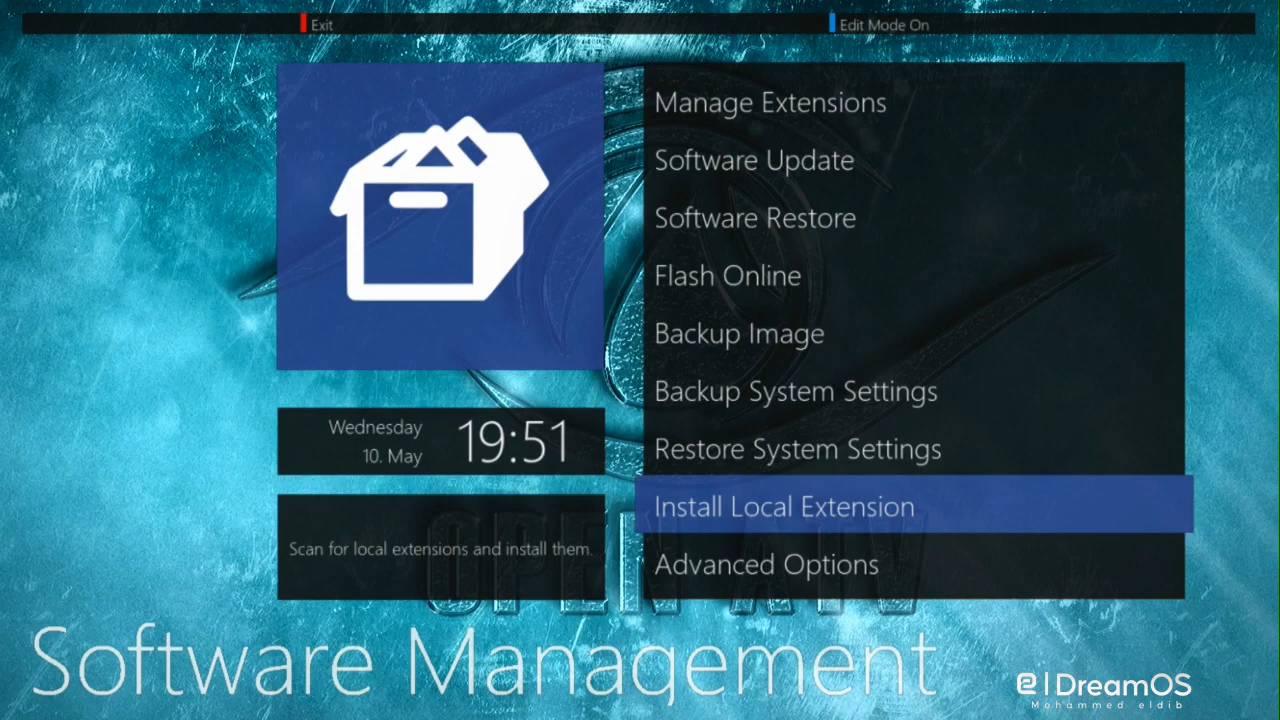 Exit
Edit Mode On
Manage Extensions
Software Update
Software Restore
Flash Online
Backup Image
Backup System Settings
Restore System Settings
Install Local Extension
Advanced Options
Wednesday
10. May
19:51
Scan for local extensions and install them.
OPEN ATV
Software Management
DreamOS
Mohammed eldib